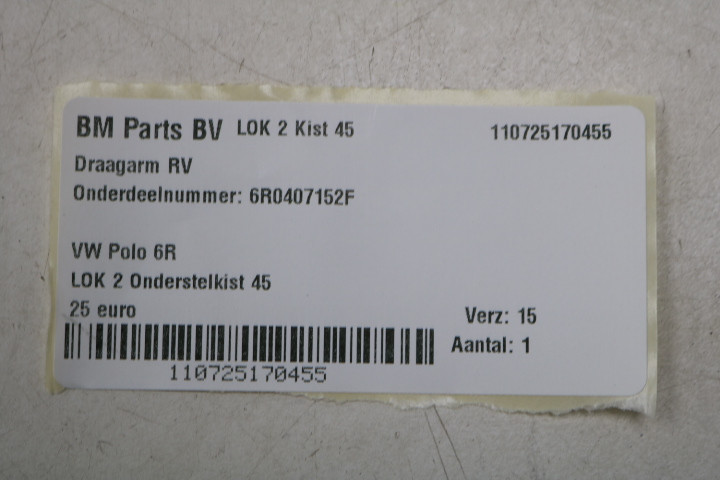 BM Parts BV LOK 2 Kist 45 110725170455
Draagarm RV
Onderdeelnummer: 6R0407152F
VW Polo 6R
LOK 2 Onderstelkist 45
25 euro Verz: 15
Aantal: 1
110725170455